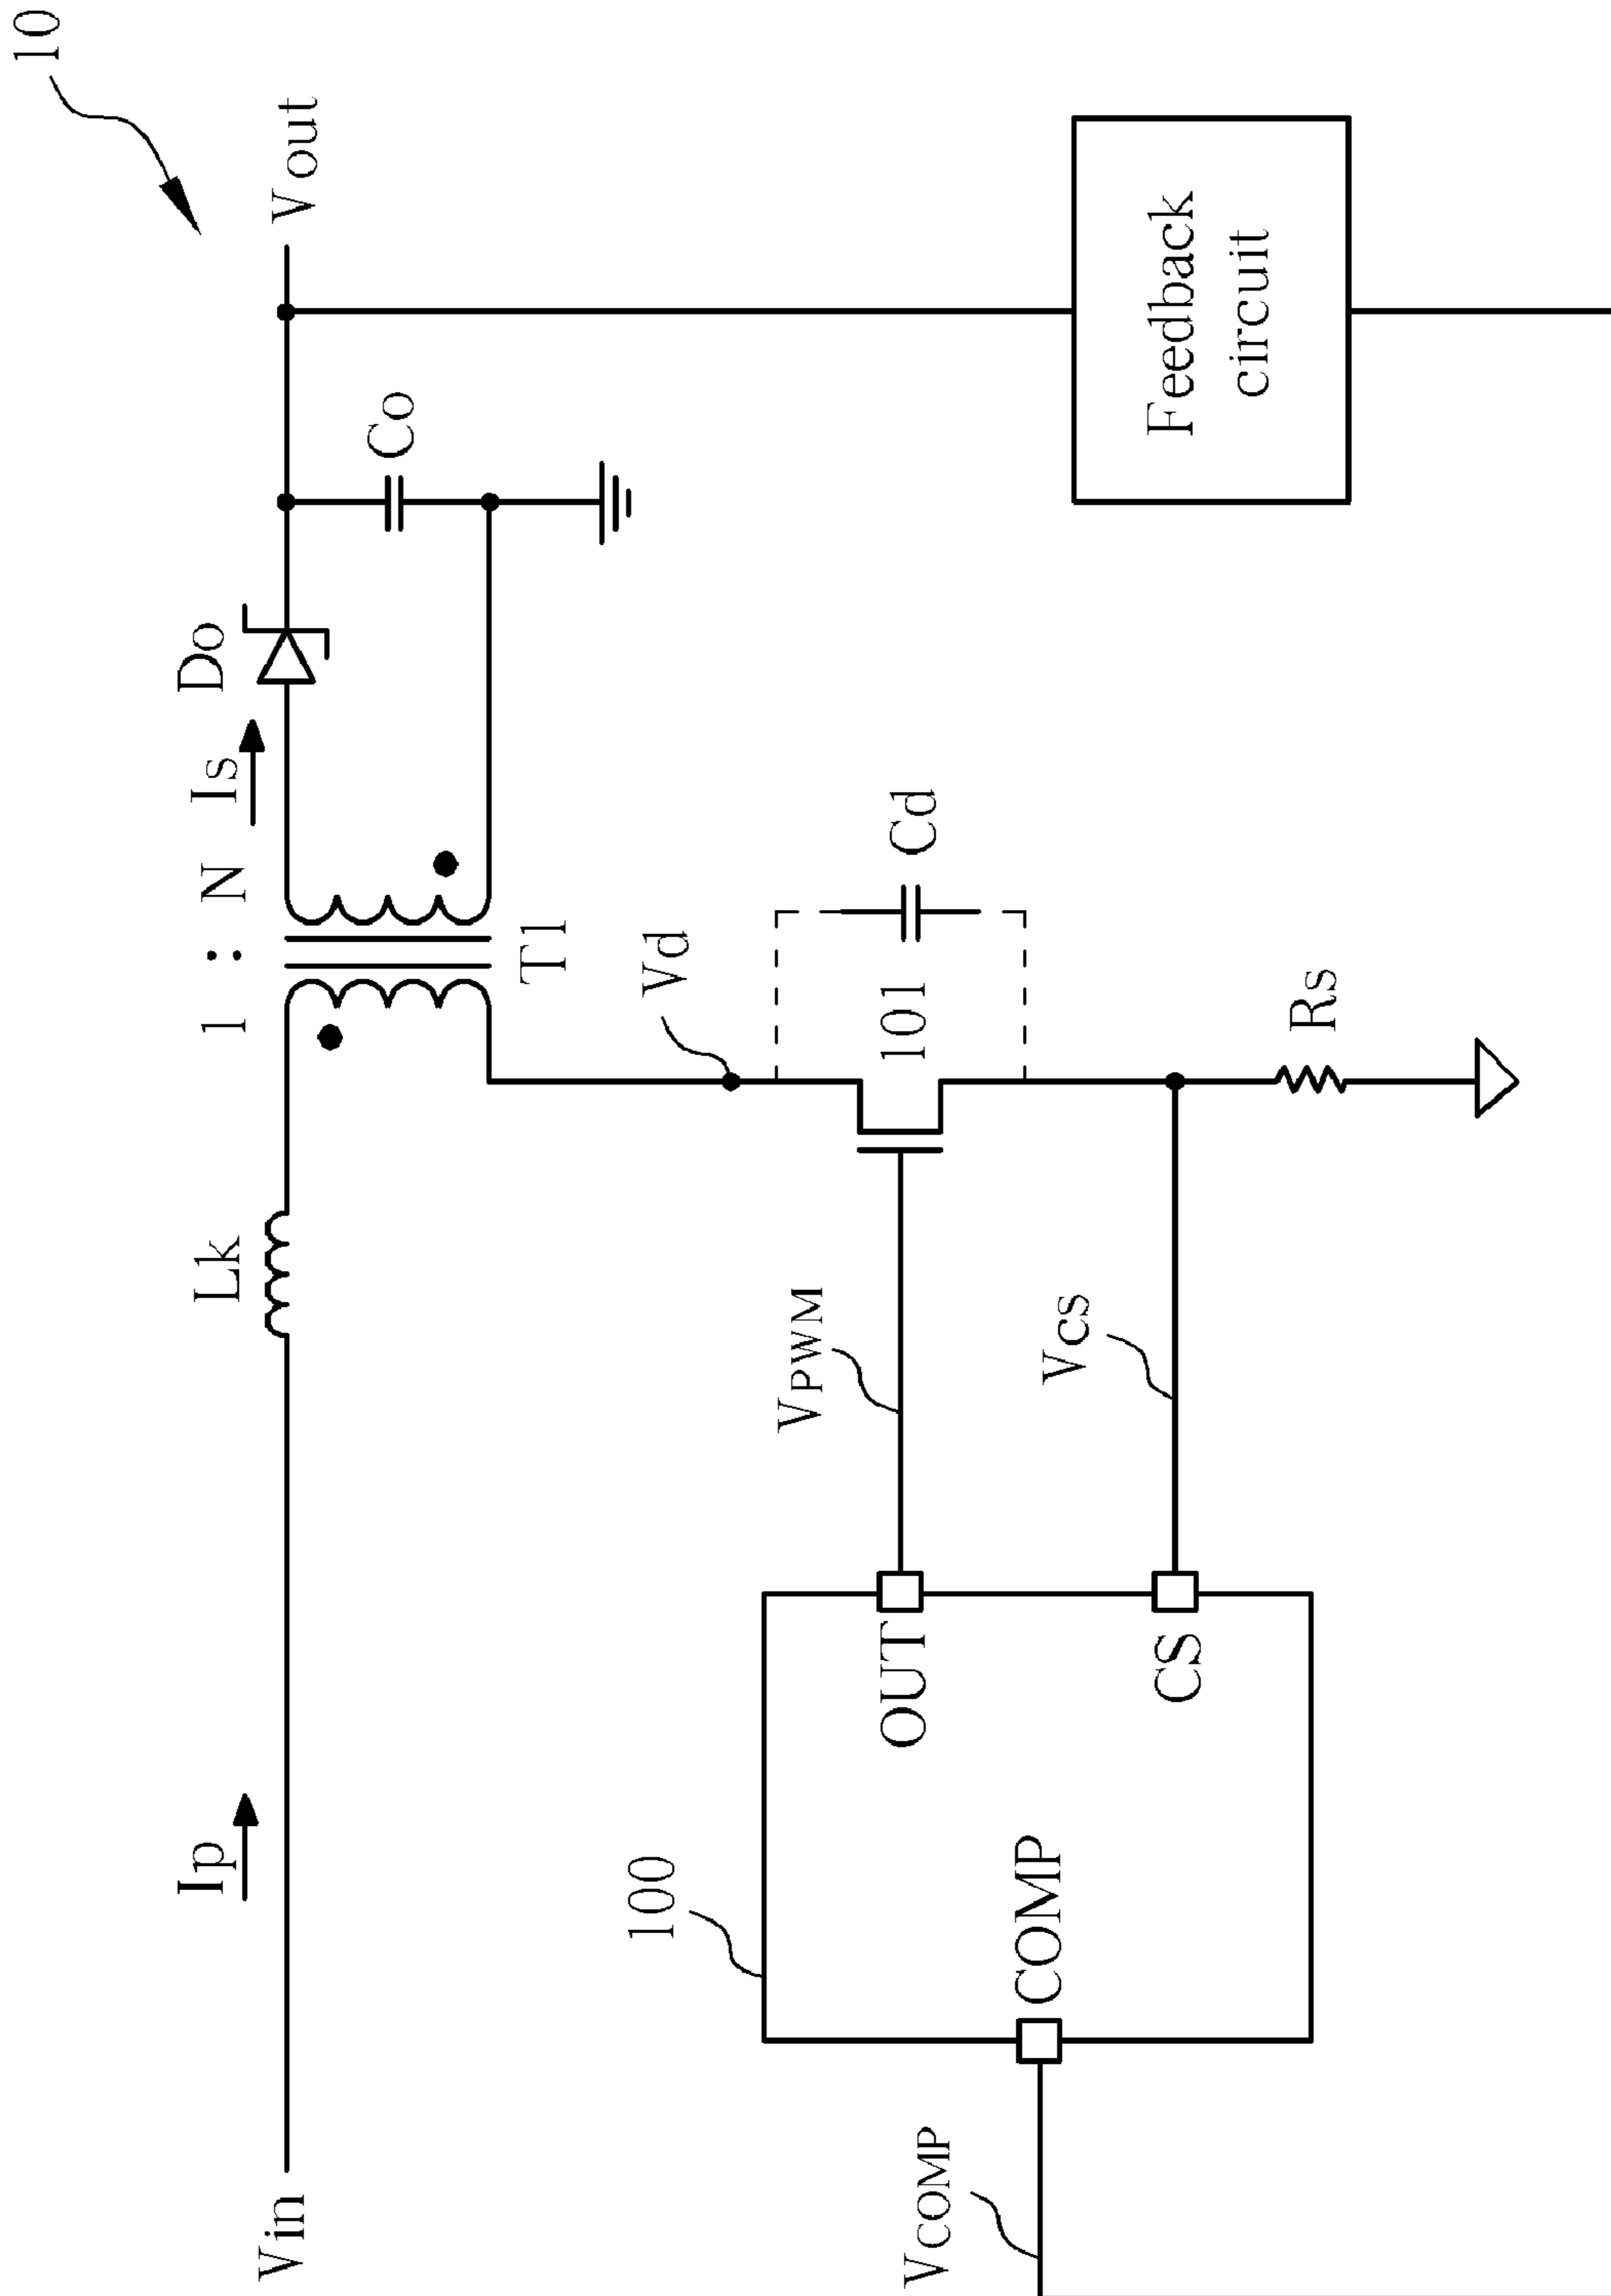 10
Vin
Ip
Lk
1 : N
Is
Do
Vout
Co
T1
Vd
Cd
101
100
VPWM
OUT
COMP
VCOMP
Vcs
CS
Rs
Feedback
circuit